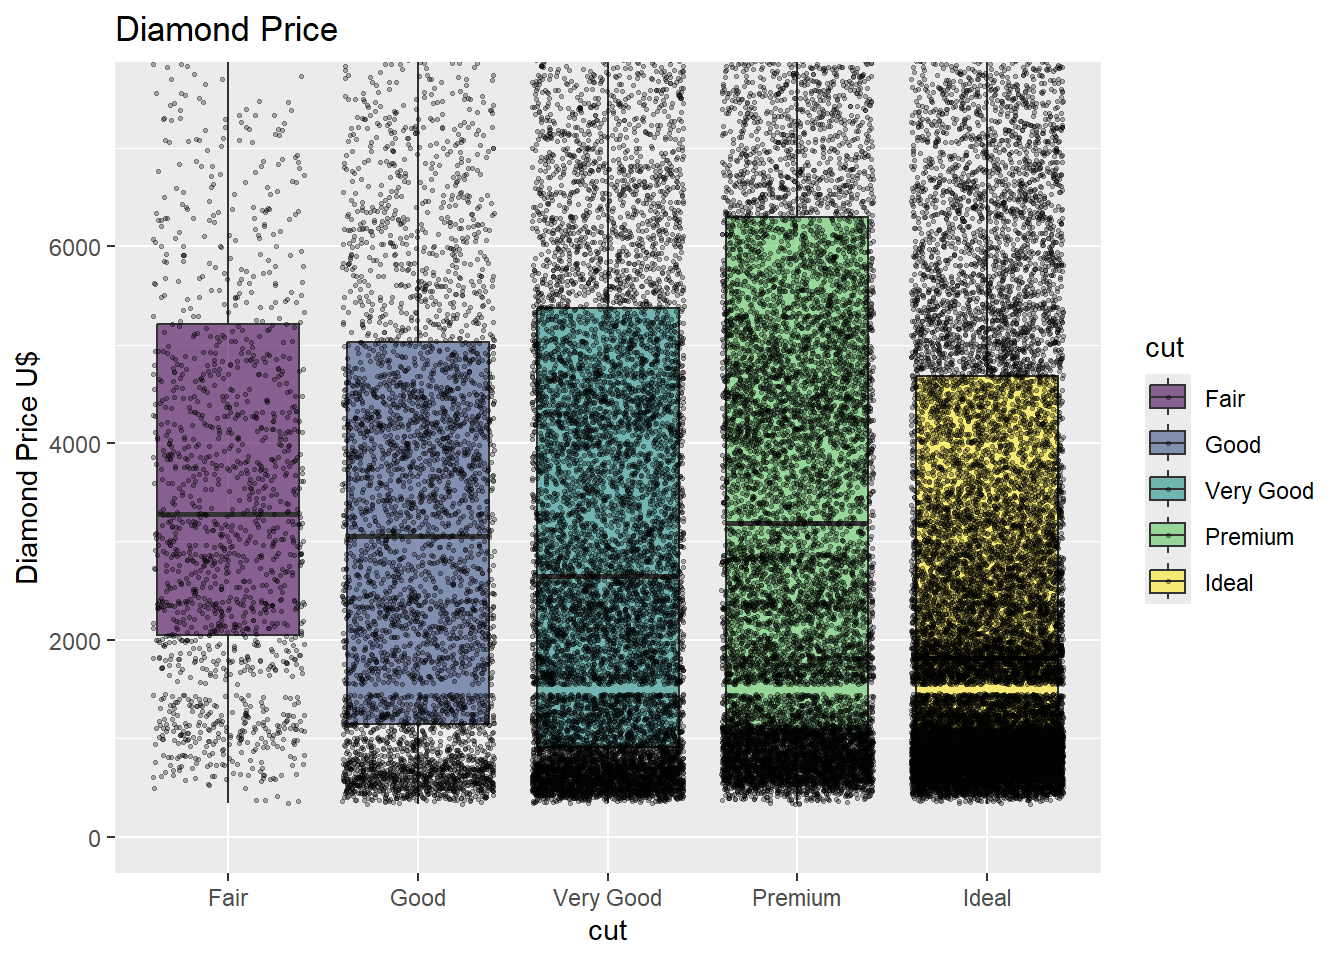 Diamond Price
Diamond Price U$
6000
4000
2000
0
Fair
Good
Very Good
Premium
Ideal
cut
cut
Fair
Good
Very Good
Premium
Ideal